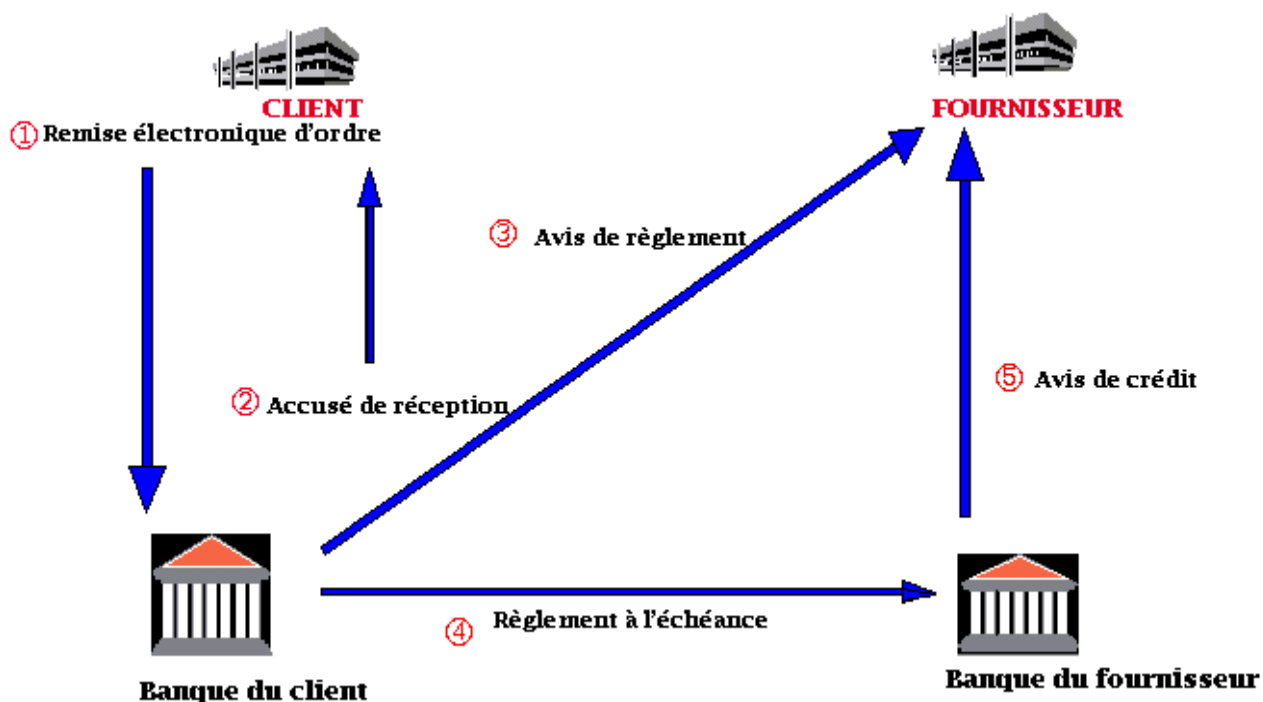 CLIENT
FOURNISSEUR
① Remise électronique d'ordre
③ Avis de règlement
② Accusé de réception
⑤ Avis de crédit
④ Règlement à l'échéance
Banque du client
Banque du fournisseur